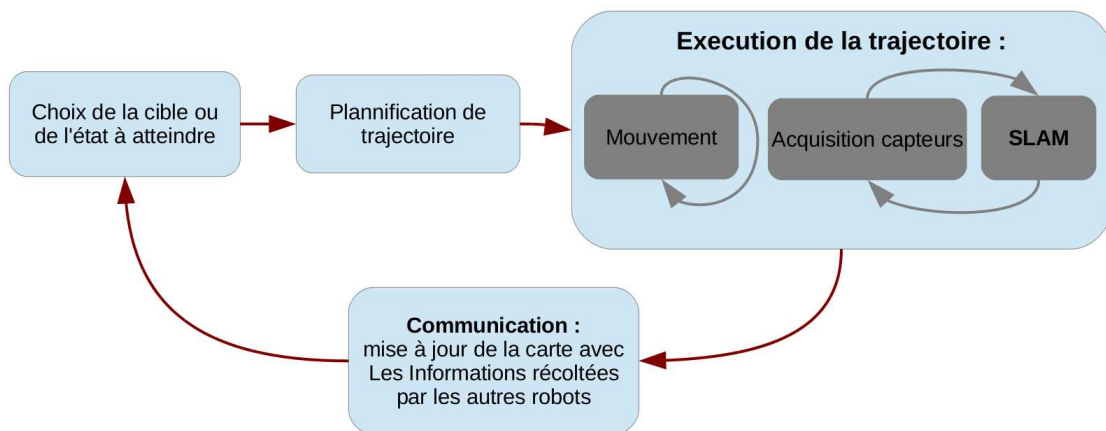 Execution de la trajectoire :
Choix de la cible ou
de l'état à atteindre
Plannification de
trajectoire
Mouvement
Acquisition capteurs
SLAM
Communication :
mise à jour de la carte avec
Les Informations récoltées
par les autres robots